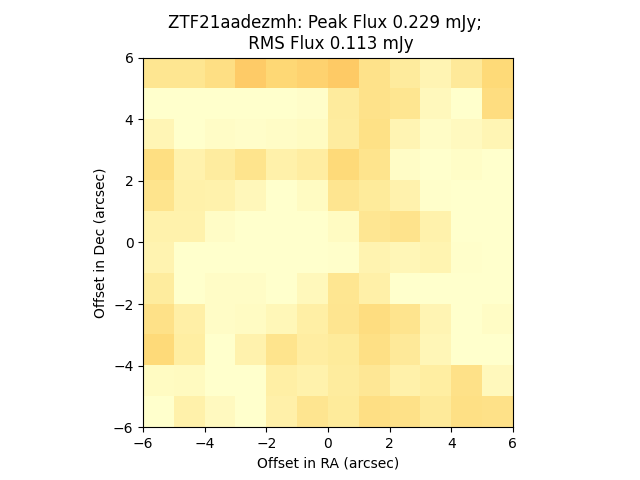 ZTF21aadezmh: Peak Flux 0.229 mJy;
RMS Flux 0.113 mJy
6
4
2
0
−2
−4
−6
Offset in Dec (arcsec)
−6 −4 −2 0 2 4 6
Offset in RA (arcsec)